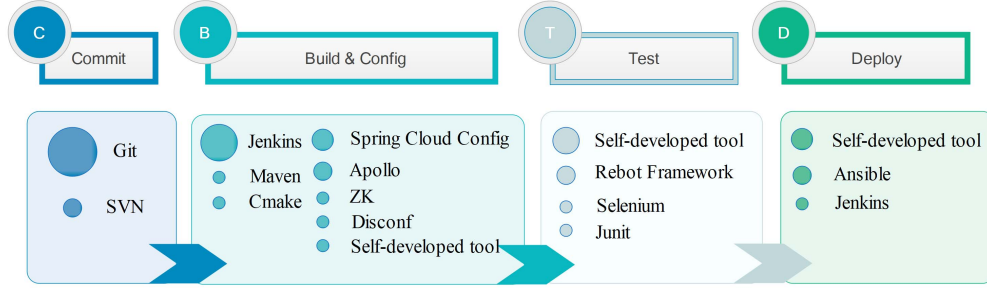 C
Commit
B
Build & Config
T
Test
D
Deploy
Git
SVN
Jenkins
Maven
Cmake
Spring Cloud Config
Apollo
ZK
Disconf
Self-developed tool
Self-developed tool
Rebot Framework
Selenium
Junit
Self-developed tool
Ansible
Jenkins